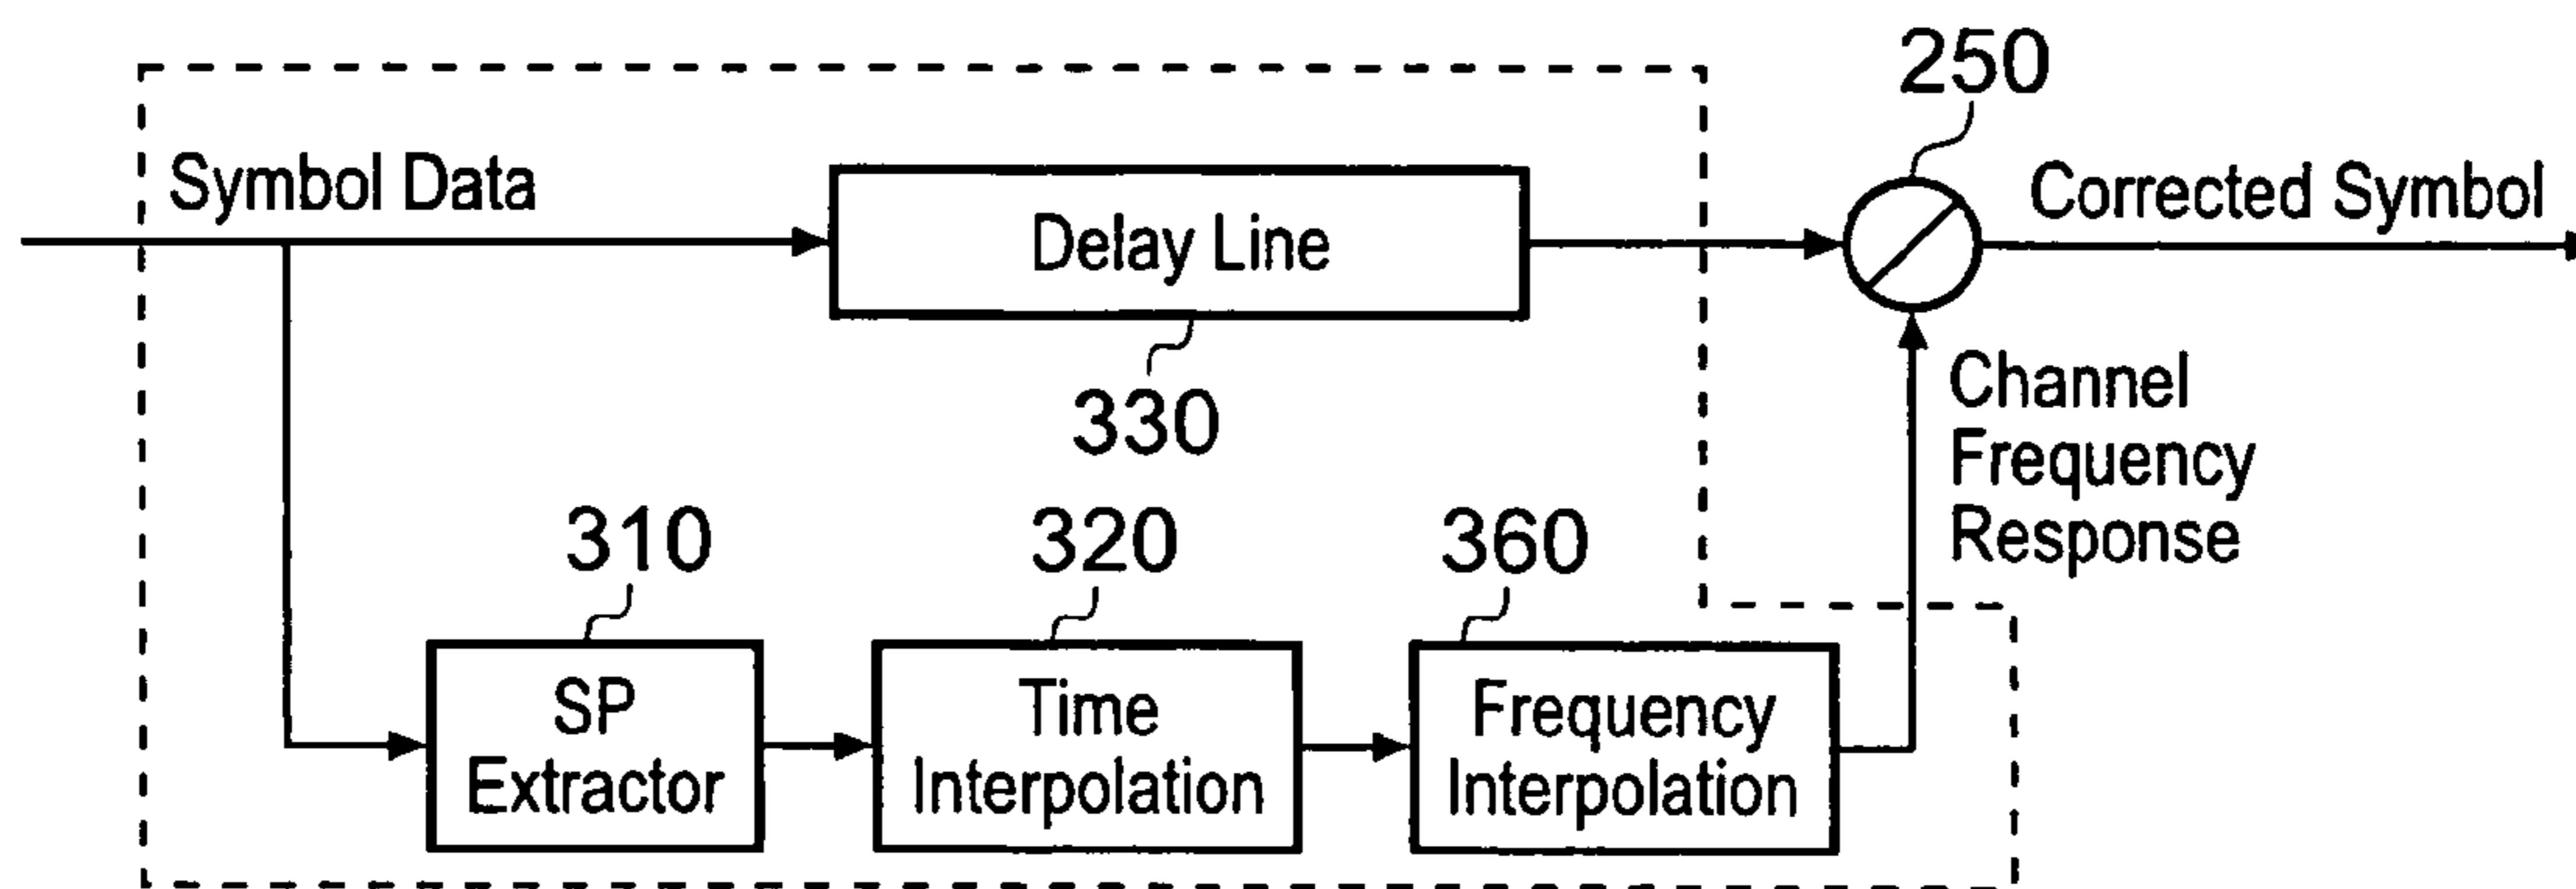 250
Symbol Data
Corrected Symbol
Delay Line
330
Channel
Frequency
Response
310
320
360
SP
Extractor
Time
Interpolation
Frequency
Interpolation